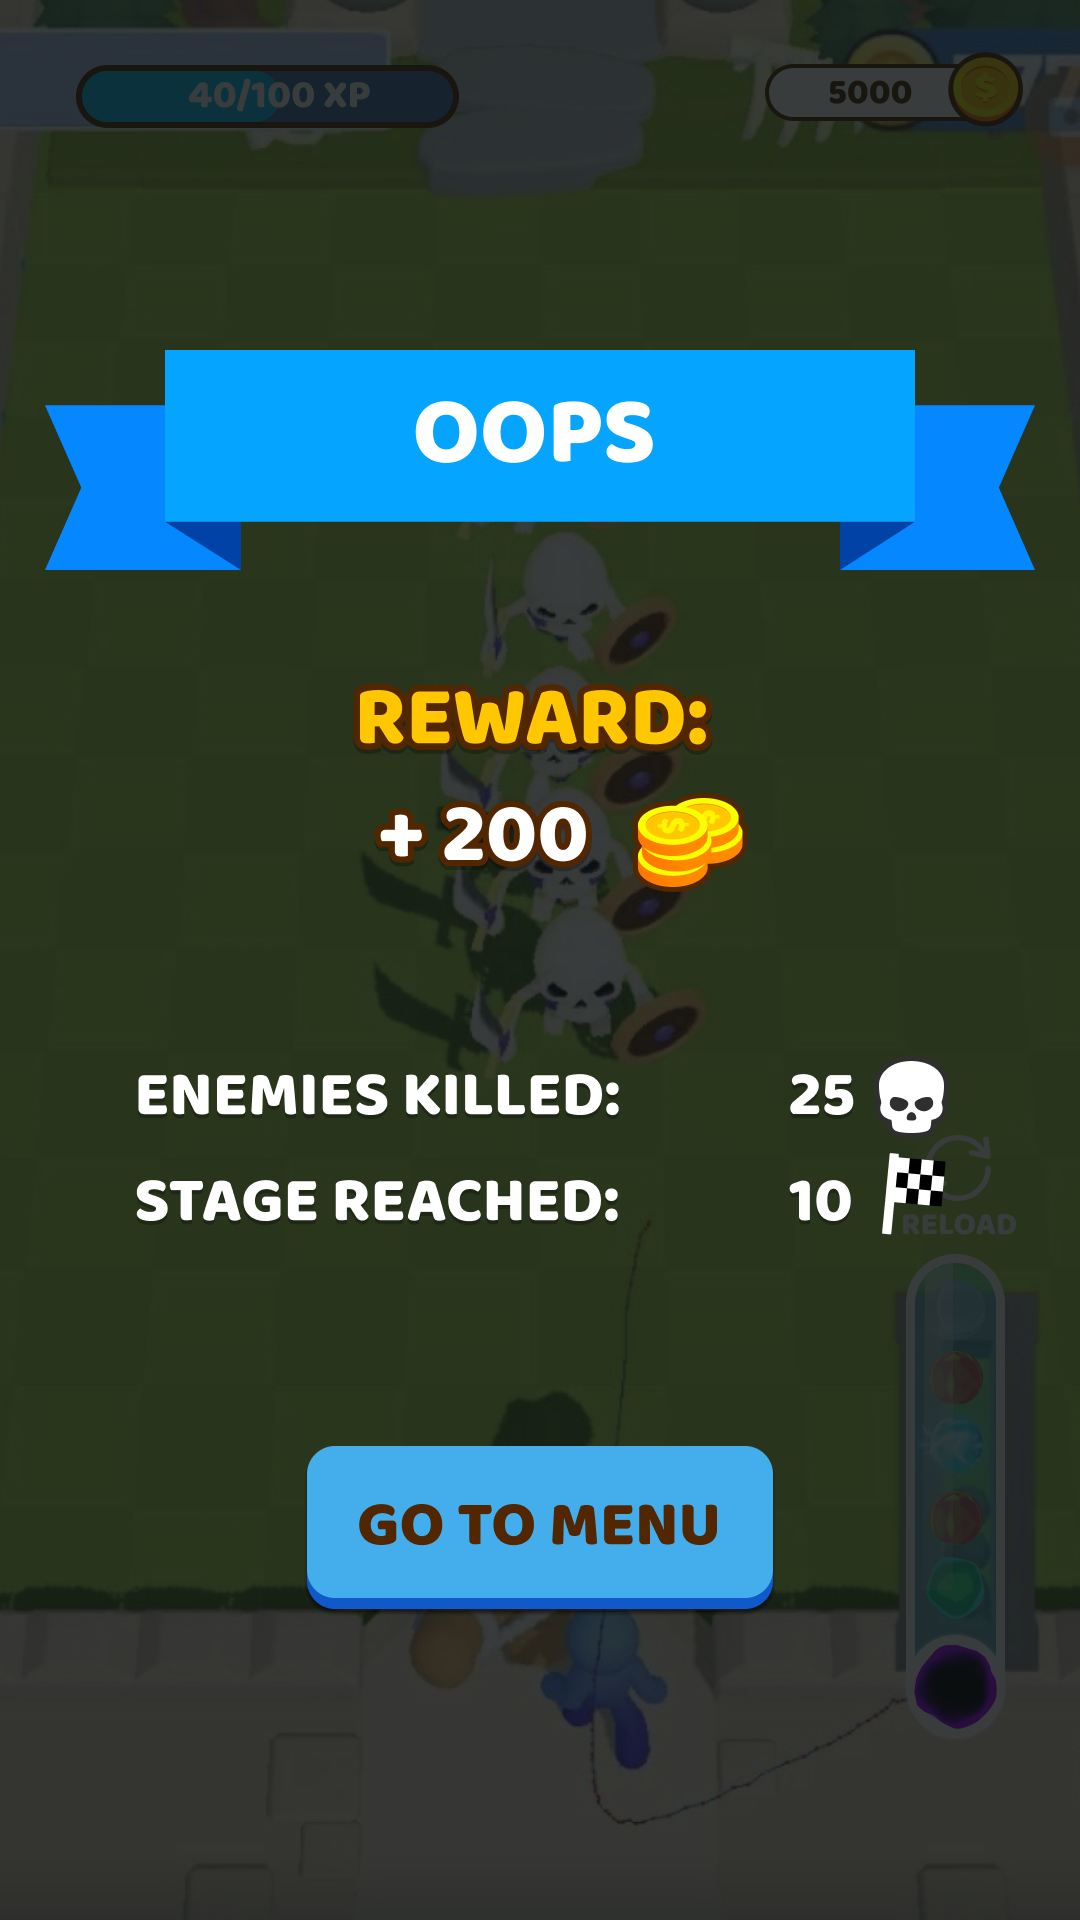 40/100 XP
5000
OOPS
REWARD:
+ 200
ENEMIES KILLED: 25
STAGE REACHED: 10
RELOAD
GO TO MENU